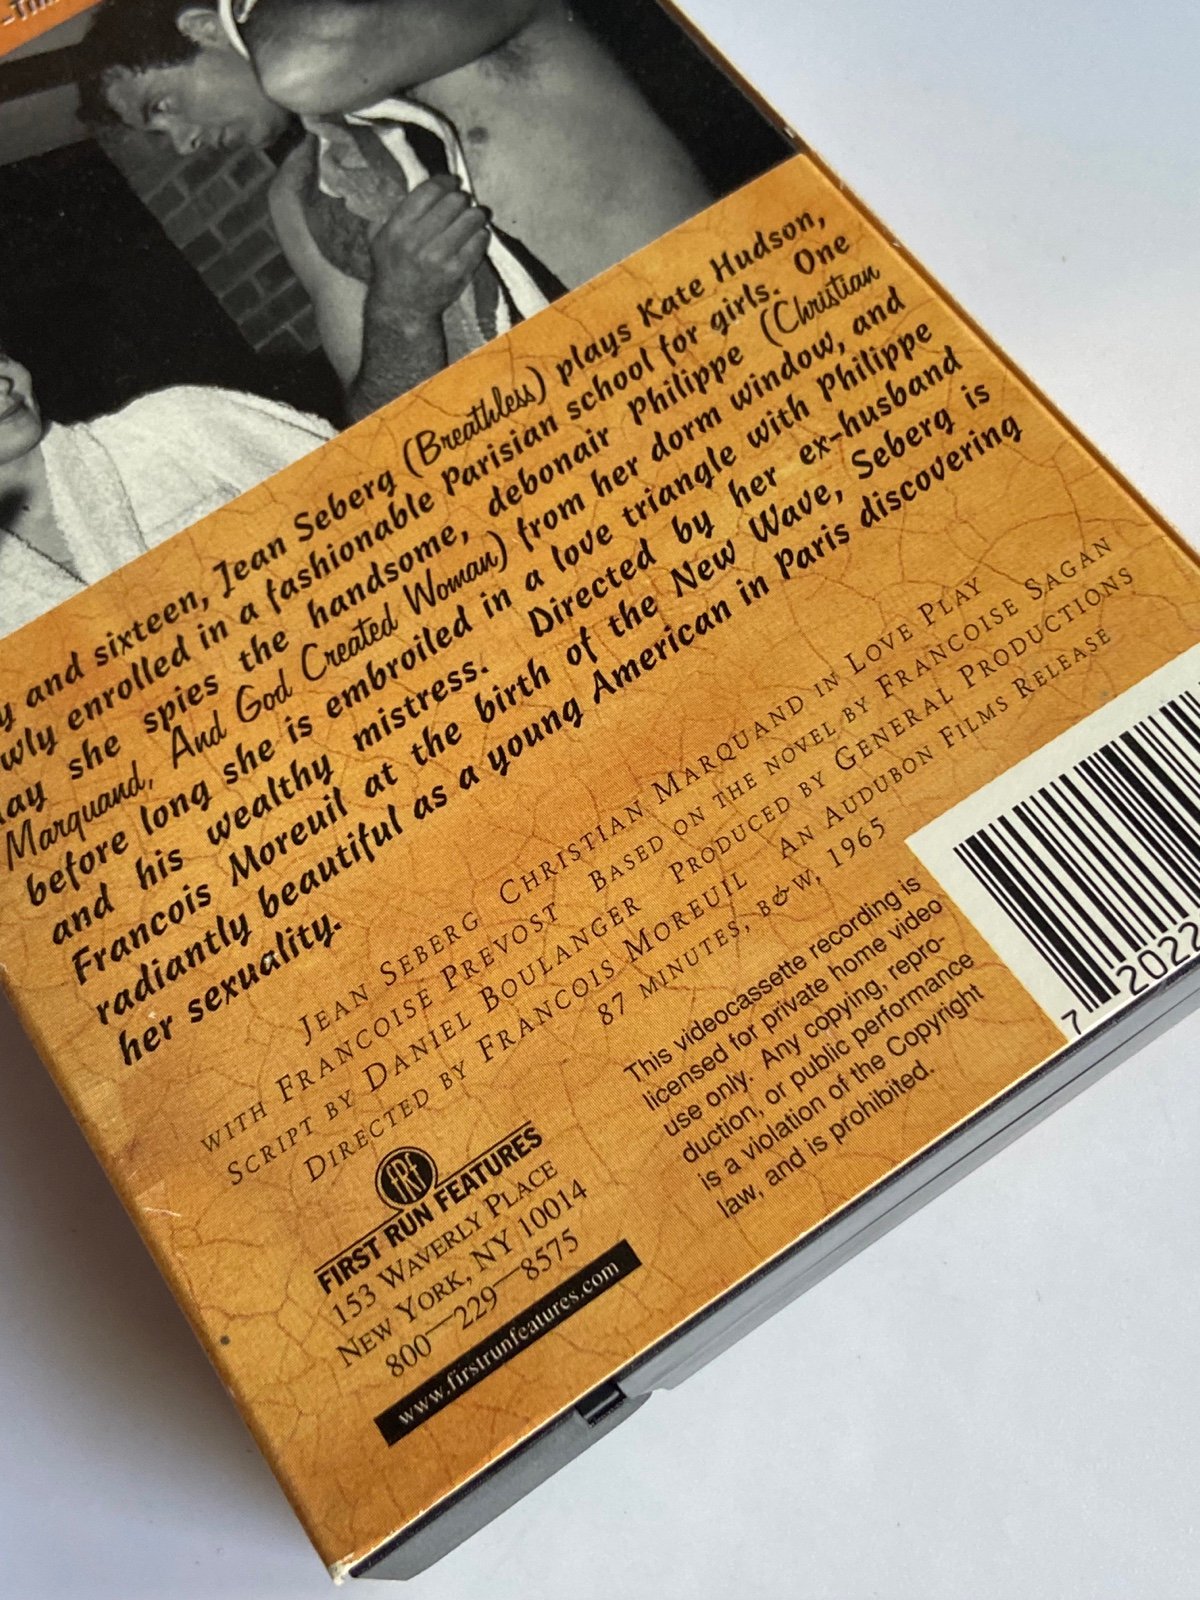 and sixteen, Jean Seberg (Breathless) plays Kate Hudson,
enrolled in a fashionable Parisian school for girls. One
she spies the handsome, debonair Philippe (Christian
Marquand, And God Created Woman) from her dorm window, and
before long she is embroiled in a love triangle with Philippe
and his wealthy mistress. Directed by her ex-husband
Francois Moreuil at the birth of the New Wave, Seberg is
radiantly beautiful as a young American in Paris discovering
her sexuality.
JEAN SEBERG CHRISTIAN MARQUAND IN LOVE PLAY
WITH FRANCOISE PREVOST BASED ON THE NOVEL BY FRANCOISE SAGAN
SCRIPT BY DANIEL BOULANGER PRODUCED BY GENERAL PRODUCTIONS
DIRECTED BY FRANCOIS MOREUIL AN AUDUBON FILMS RELEASE
87 MINUTES, B&W, 1965
FRF
FIRST RUN FEATURES
153 WAVERLY PLACE
NEW YORK, NY 10014
800—229—8575
www.firstrunfeatures.com
This videocassette recording is
licensed for private home video
use only. Any copying, repro-
duction, or public performance
is a violation of the Copyright
law, and is prohibited.
7 2022